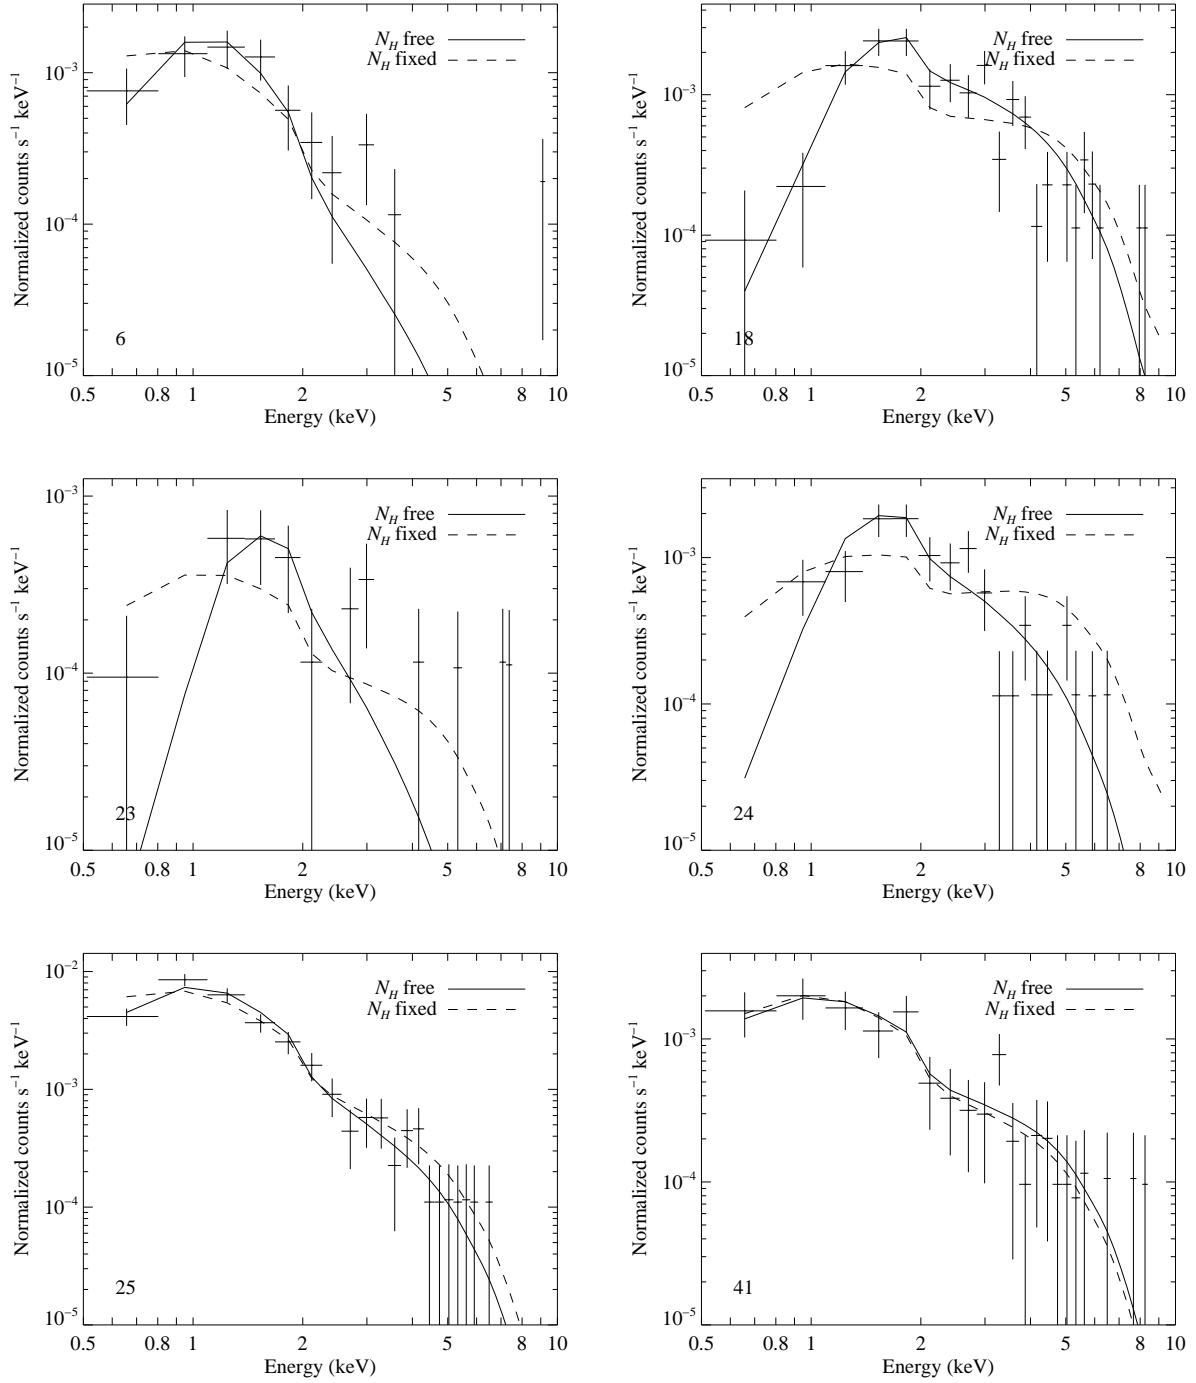 Normalized counts s⁻¹ keV⁻¹
10⁻³
10⁻⁴
10⁻⁵
N_H free
N_H fixed
6
0.5 0.8 1 2 5 8 10
Energy (keV)
Normalized counts s⁻¹ keV⁻¹
10⁻³
10⁻⁴
10⁻⁵
N_H free
N_H fixed
18
0.5 0.8 1 2 5 8 10
Energy (keV)
Normalized counts s⁻¹ keV⁻¹
10⁻³
10⁻⁴
10⁻⁵
N_H free
N_H fixed
23
0.5 0.8 1 2 5 8 10
Energy (keV)
Normalized counts s⁻¹ keV⁻¹
10⁻³
10⁻⁴
10⁻⁵
N_H free
N_H fixed
24
0.5 0.8 1 2 5 8 10
Energy (keV)
Normalized counts s⁻¹ keV⁻¹
10⁻²
10⁻³
10⁻⁴
10⁻⁵
N_H free
N_H fixed
25
0.5 0.8 1 2 5 8 10
Energy (keV)
Normalized counts s⁻¹ keV⁻¹
10⁻³
10⁻⁴
10⁻⁵
N_H free
N_H fixed
41
0.5 0.8 1 2 5 8 10
Energy (keV)